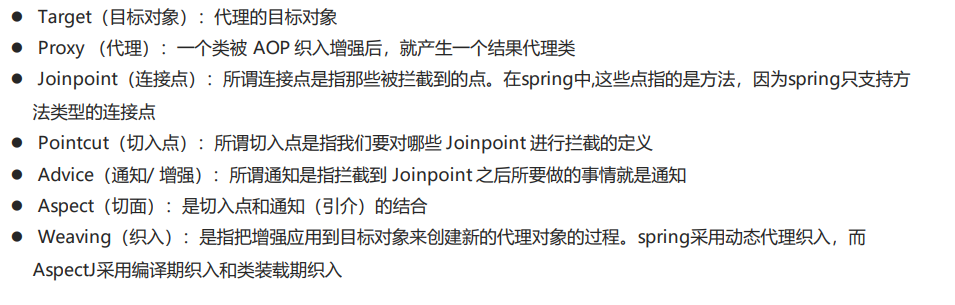 ● Target（目标对象）：代理的目标对象
● Proxy （代理）：一个类被 AOP 织入增强后，就产生一个结果代理类
● Joinpoint（连接点）：所谓连接点是指那些被拦截到的点。在spring中,这些点指的是方法，因为spring只支持方
法类型的连接点
● Pointcut（切入点）：所谓切入点是指我们要对哪些 Joinpoint 进行拦截的定义
● Advice（通知/ 增强）：所谓通知是指拦截到 Joinpoint 之后所要做的事情就是通知
● Aspect（切面）：是切入点和通知（引介）的结合
● Weaving（织入）：是指把增强应用到目标对象来创建新的代理对象的过程。spring采用动态代理织入，而
AspectJ采用编译期织入和类装载期织入